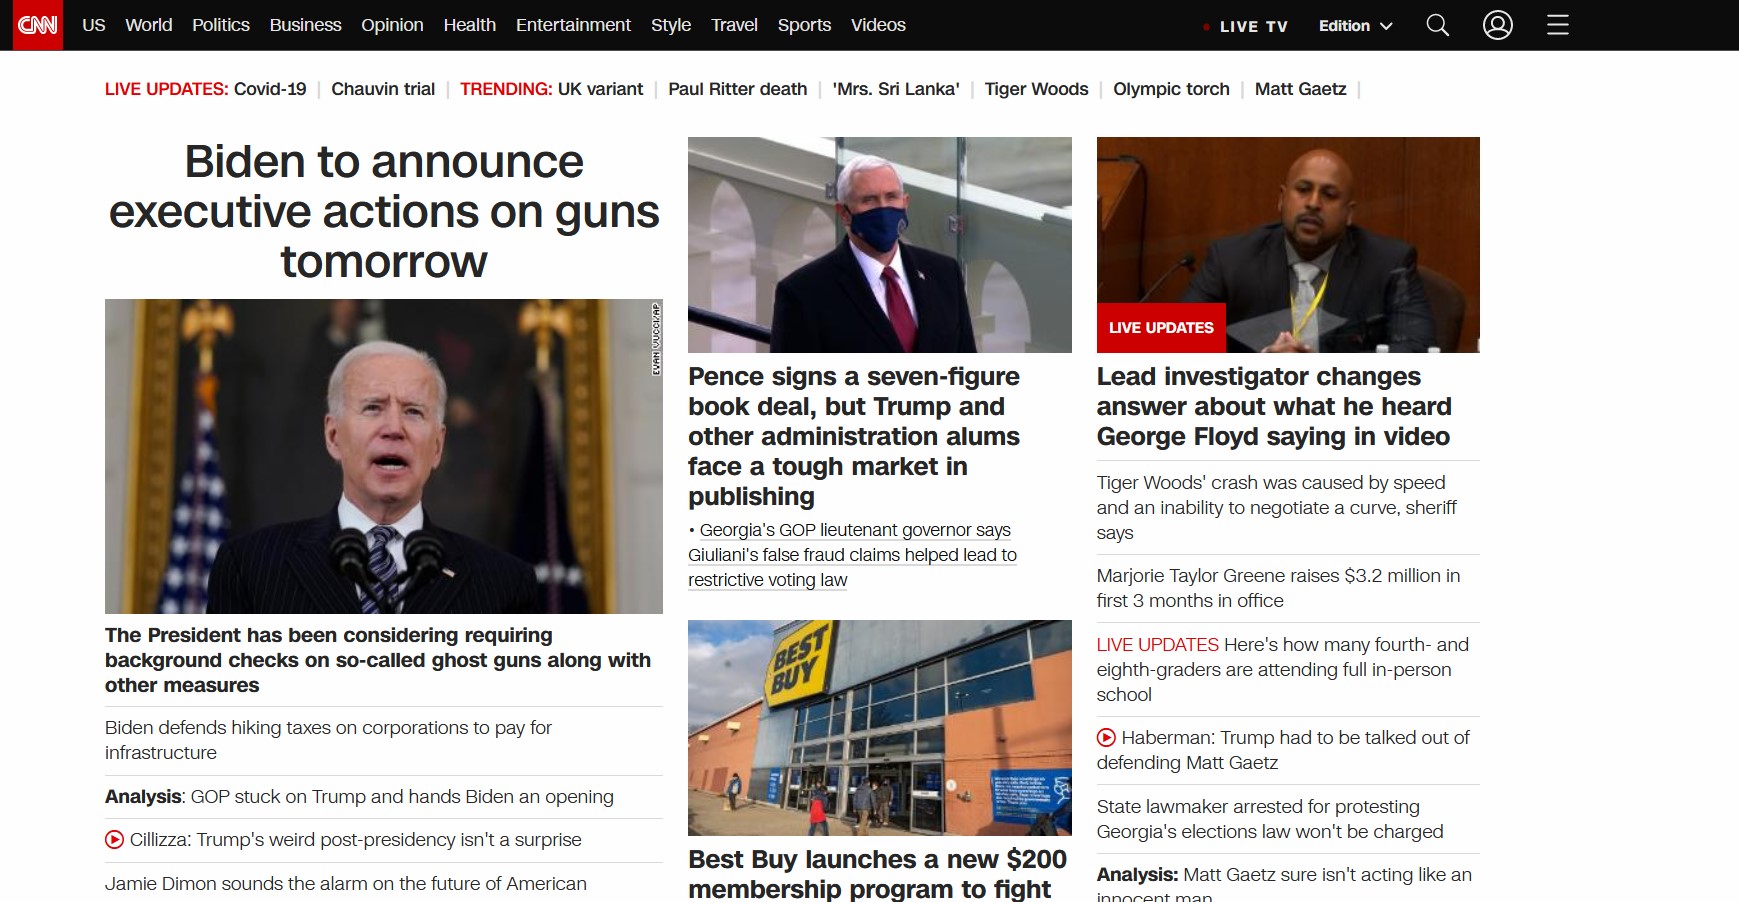 CNN US World Politics Business Opinion Health Entertainment Style Travel Sports Videos LIVE TV Edition
LIVE UPDATES: Covid-19 | Chauvin trial | TRENDING: UK variant | Paul Ritter death | 'Mrs. Sri Lanka' | Tiger Woods | Olympic torch | Matt Gaetz |
Biden to announce
executive actions on guns
tomorrow
EVAN VUCCI/AP
The President has been considering requiring
background checks on so-called ghost guns along with
other measures
Biden defends hiking taxes on corporations to pay for
infrastructure
Analysis: GOP stuck on Trump and hands Biden an opening
Cillizza: Trump's weird post-presidency isn't a surprise
Jamie Dimon sounds the alarm on the future of American
Pence signs a seven-figure
book deal, but Trump and
other administration alums
face a tough market in
publishing
• Georgia's GOP lieutenant governor says
Giuliani's false fraud claims helped lead to
restrictive voting law
BEST
BUY
Best Buy launches a new $200
membership program to fight
LIVE UPDATES
Lead investigator changes
answer about what he heard
George Floyd saying in video
Tiger Woods' crash was caused by speed
and an inability to negotiate a curve, sheriff
says
Marjorie Taylor Greene raises $3.2 million in
first 3 months in office
LIVE UPDATES Here's how many fourth- and
eighth-graders are attending full in-person
school
Haberman: Trump had to be talked out of
defending Matt Gaetz
State lawmaker arrested for protesting
Georgia's elections law won't be charged
Analysis: Matt Gaetz sure isn't acting like an
innocent man